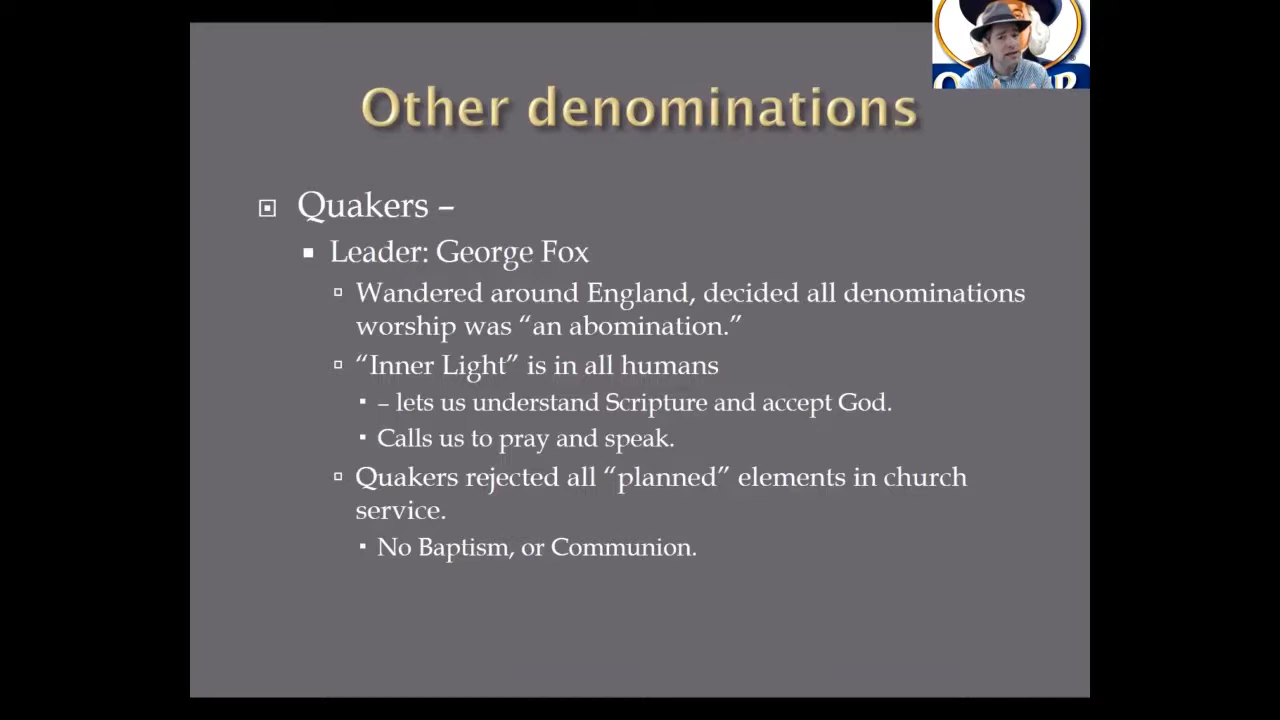 Other denominations
Quakers –
Leader: George Fox
Wandered around England, decided all denominations
worship was “an abomination.”
“Inner Light” is in all humans
– lets us understand Scripture and accept God.
Calls us to pray and speak.
Quakers rejected all “planned” elements in church
service.
No Baptism, or Communion.